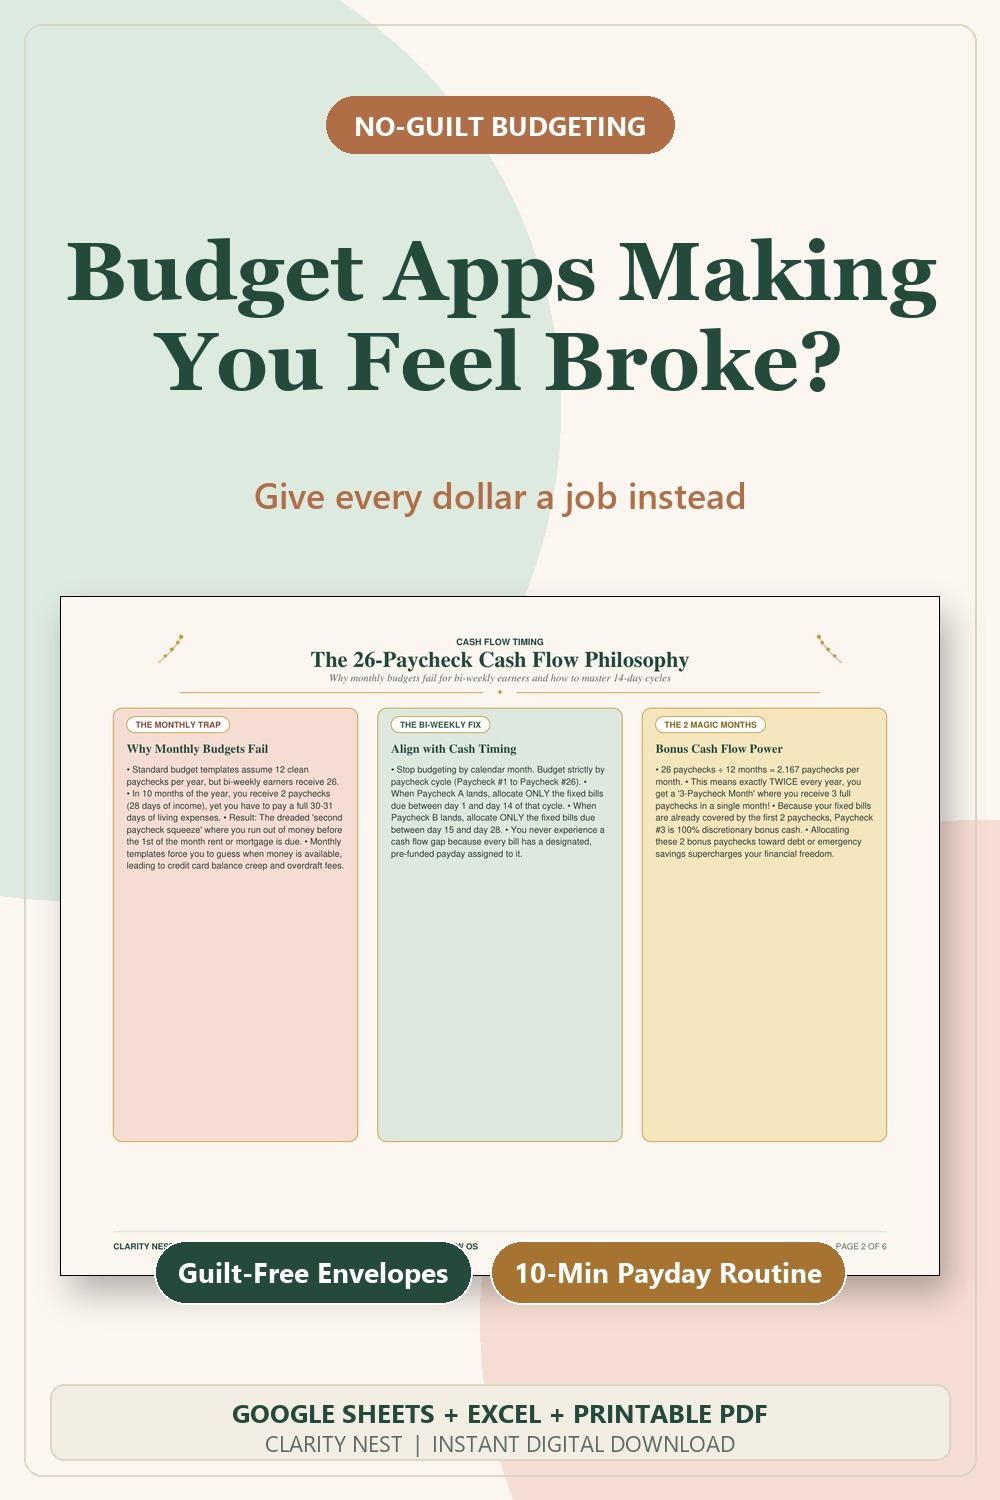 NO-GUILT BUDGETING
Budget Apps Making
You Feel Broke?
Give every dollar a job instead
CASH FLOW TIMING
The 26-Paycheck Cash Flow Philosophy
Why monthly budgets fail for bi-weekly earners and how to master 14-day cycles
THE MONTHLY TRAP
Why Monthly Budgets Fail
• Standard budget templates assume 12 clean
paychecks per year, but bi-weekly earners receive 26.
• In 10 months of the year, you receive 2 paychecks
(28 days of income), yet you have to pay a full 30-31
days of living expenses. • Result: The dreaded 'second
paycheck squeeze' where you run out of money before
the 1st of the month rent or mortgage is due. • Monthly
templates force you to guess when money is available,
leading to credit card balance creep and overdraft fees.
THE BI-WEEKLY FIX
Align with Cash Timing
• Stop budgeting by calendar month. Budget strictly by
paycheck cycle (Paycheck #1 to Paycheck #26). •
When Paycheck A lands, allocate ONLY the fixed bills
due between day 1 and day 14 of that cycle. • When
Paycheck B lands, allocate ONLY the fixed bills due
between day 15 and day 28. • You never experience a
cash flow gap because every bill has a designated,
pre-funded payday assigned to it.
THE 2 MAGIC MONTHS
Bonus Cash Flow Power
• 26 paychecks ÷ 12 months = 2.167 paychecks per
month. • This means exactly TWICE every year, you
get a '3-Paycheck Month' where you receive 3 full
paychecks in a single month! • Because your fixed bills
are already covered by the first 2 paychecks, Paycheck
#3 is 100% discretionary bonus cash. • Allocating
these 2 bonus paychecks toward debt or emergency
savings supercharges your financial freedom.
CLARITY OS
PAGE 2 OF 6
Guilt-Free Envelopes
10-Min Payday Routine
GOOGLE SHEETS + EXCEL + PRINTABLE PDF
CLARITY NEST | INSTANT DIGITAL DOWNLOAD